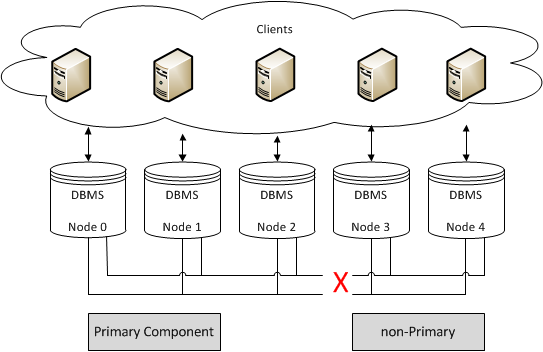 Clients
DBMS DBMS DBMS DBMS DBMS
Node 0 Node 1 Node 2 Node 3 Node 4
X
Primary Component non-Primary